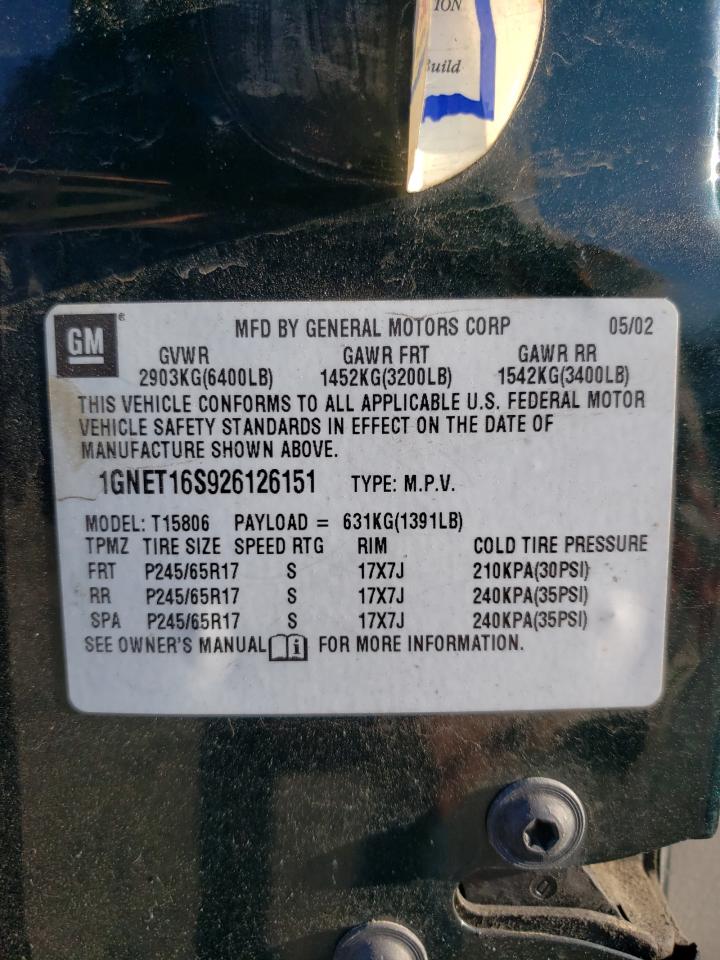 ION
Build
GM ®
MFD BY GENERAL MOTORS CORP 05/02
GVWR GAWR FRT GAWR RR
2903KG(6400LB) 1452KG(3200LB) 1542KG(3400LB)
THIS VEHICLE CONFORMS TO ALL APPLICABLE U.S. FEDERAL MOTOR
VEHICLE SAFETY STANDARDS IN EFFECT ON THE DATE OF
MANUFACTURE SHOWN ABOVE.
1GNET16S926126151 TYPE: M.P.V.
MODEL: T15806 PAYLOAD = 631KG(1391LB)
TPMZ TIRE SIZE SPEED RTG RIM COLD TIRE PRESSURE
FRT P245/65R17 S 17X7J 210KPA(30PSI)
RR P245/65R17 S 17X7J 240KPA(35PSI)
SPA P245/65R17 S 17X7J 240KPA(35PSI)
SEE OWNER'S MANUAL i FOR MORE INFORMATION.